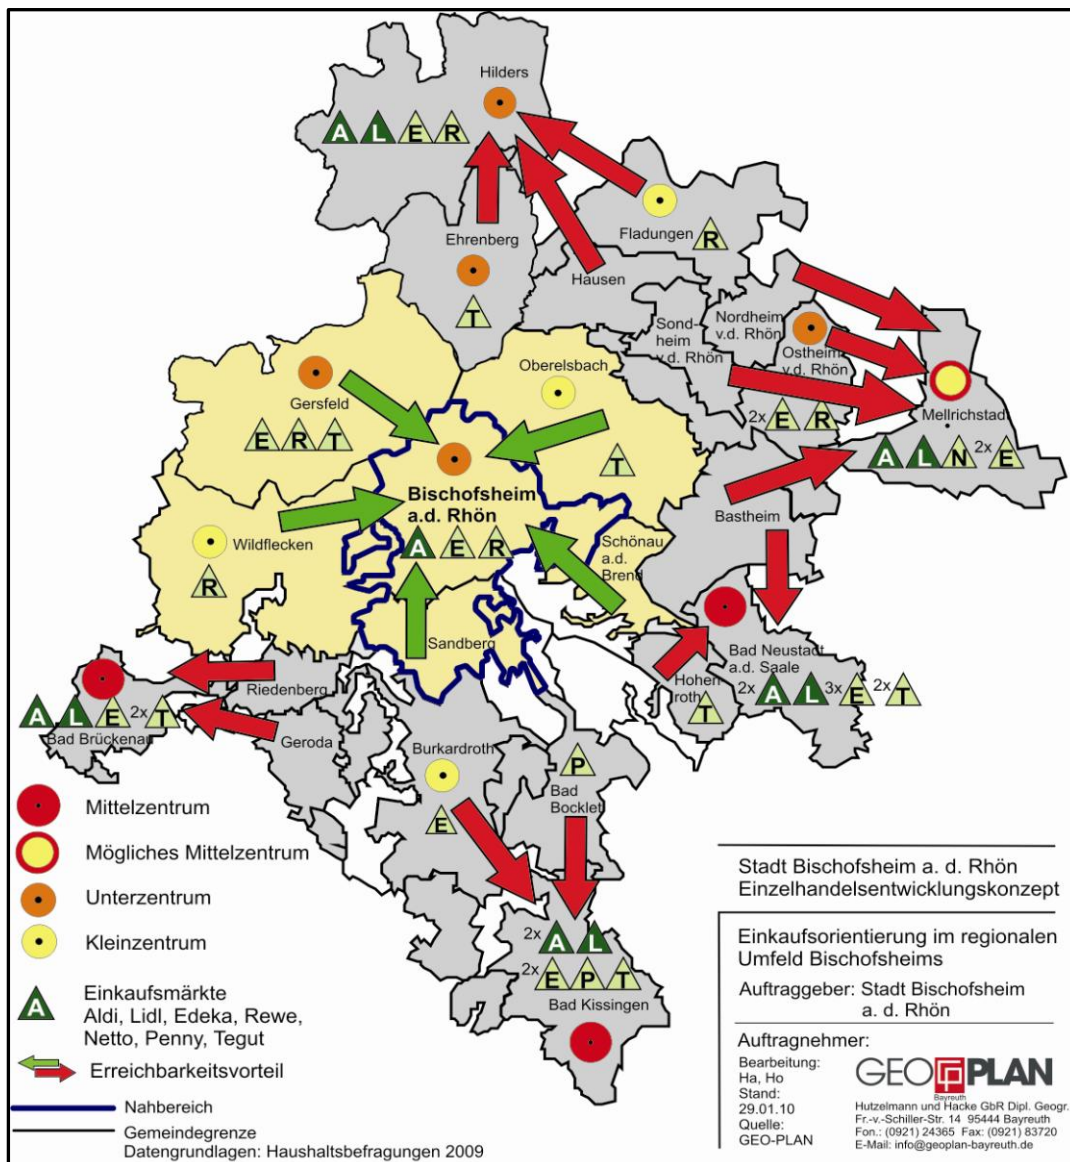 Hilders
A L E R
Fladungen
R
Ehrenberg
T
Hausen
Sond-
heim
v.d. Rhön
Nordheim
v.d. Rhön
Ostheim
v.d. Rhön
2x E R
Mellrichstad
A L N 2x E
Oberelsbach
T
Gersfeld
E R T
Bischofsheim
a.d. Rhön
A E R
Wildflecken
R
Schönau
a.d.
Brend
Bastheim
Sandberg
Bad Neustadt
a.d. Saale
2x A L 3x E 2x T
Hohen
roth
T
Riedenberg
A L E 2x T
Bad Brückenau
Geroda
Burkardroth
E
P
Bad
Bocklet
2x A L
2x E P T
Bad Kissingen
Mittelzentrum
Mögliches Mittelzentrum
Unterzentrum
Kleinzentrum
A Einkaufsmärkte
Aldi, Lidl, Edeka, Rewe,
Netto, Penny, Tegut
Erreichbarkeitsvorteil
Nahbereich
Gemeindegrenze
Datengrundlagen: Haushaltsbefragungen 2009
Stadt Bischofsheim a. d. Rhön
Einzelhandelsentwicklungskonzept
Einkaufsorientierung im regionalen
Umfeld Bischofsheims
Auftraggeber: Stadt Bischofsheim
a. d. Rhön
Auftragnehmer:
Bearbeitung:
Ha, Ho
Stand:
29.01.10
Quelle:
GEO-PLAN
GEO PLAN
Bayreuth
Hutzelmann und Hacke GbR Dipl. Geogr.
Fr.-v.-Schiller-Str. 14 95444 Bayreuth
Fon.: (0921) 24365 Fax: (0921) 83720
E-Mail: info@geoplan-bayreuth.de